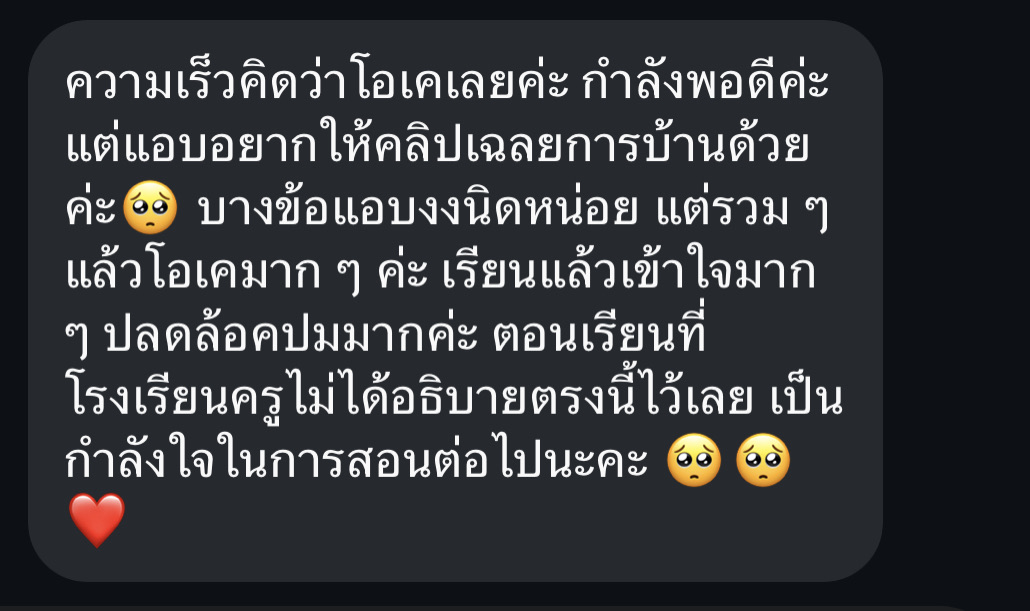 ความเร็วคิดว่าโอเคเลยค่ะ กำลังพอดีค่ะ
แต่แอบอยากให้คลิปเฉลยการบ้านด้วย
ค่ะ🥺 บางข้อแอบงงนิดหน่อย แต่รวม ๆ
แล้วโอเคมาก ๆ ค่ะ เรียนแล้วเข้าใจมาก
ๆ ปลดล้อคปมมากค่ะ ตอนเรียนที่
โรงเรียนครูไม่ได้อธิบายตรงนี้ไว้เลย เป็น
กำลังใจในการสอนต่อไปนะคะ 🥺 🥺
❤️